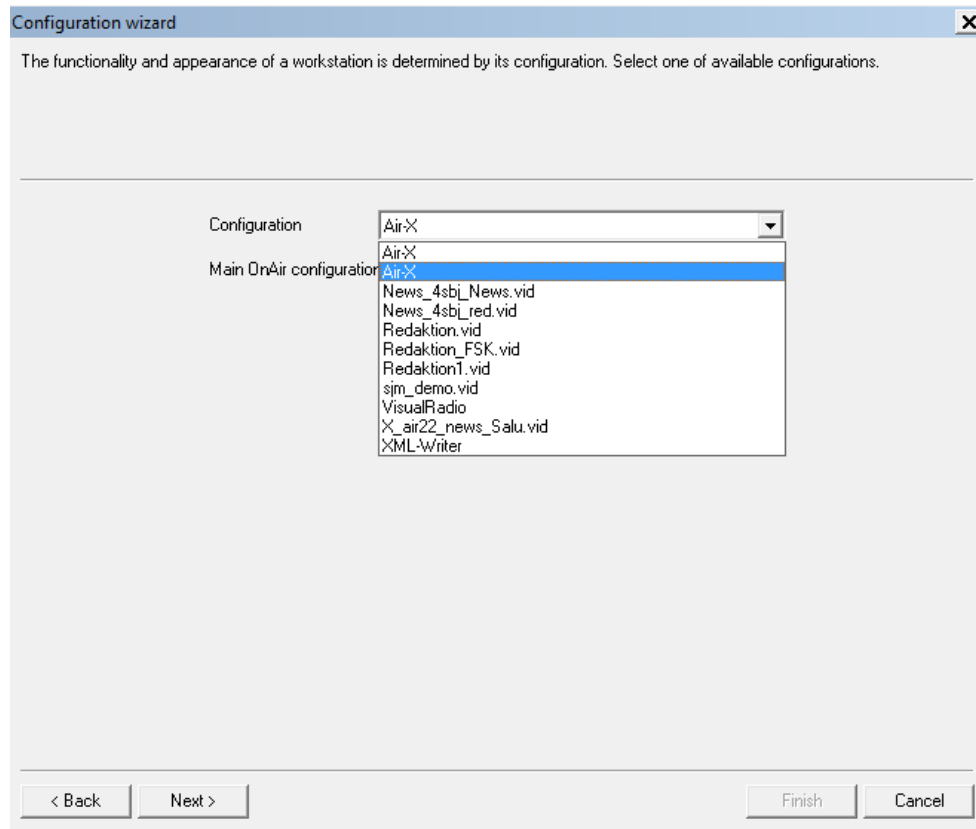 Configuration wizard
The functionality and appearance of a workstation is determined by its configuration. Select one of available configurations.
Configuration
Air-X
Air-X
Main OnAir configuration
Air-X
News_4sbj_News.vid
News_4sbj_red.vid
Redaktion.vid
Redaktion_FSK.vid
Redaktion1.vid
sjm_demo.vid
VisualRadio
X_air22_news_Salu.vid
XML-Writer
< Back
Next >
Finish
Cancel